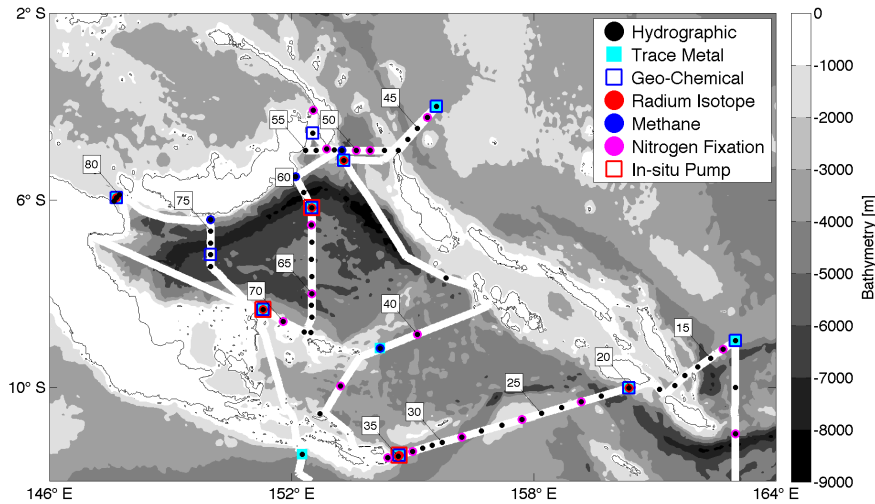 2° S
6° S
10° S
146° E
152° E
158° E
164° E
Hydrographic
Trace Metal
Geo-Chemical
Radium Isotope
Methane
Nitrogen Fixation
In-situ Pump
45
55
50
80
60
75
65
70
40
15
20
25
30
35
0
-1000
-2000
-3000
-4000
-5000
-6000
-7000
-8000
-9000
Bathymetry [m]